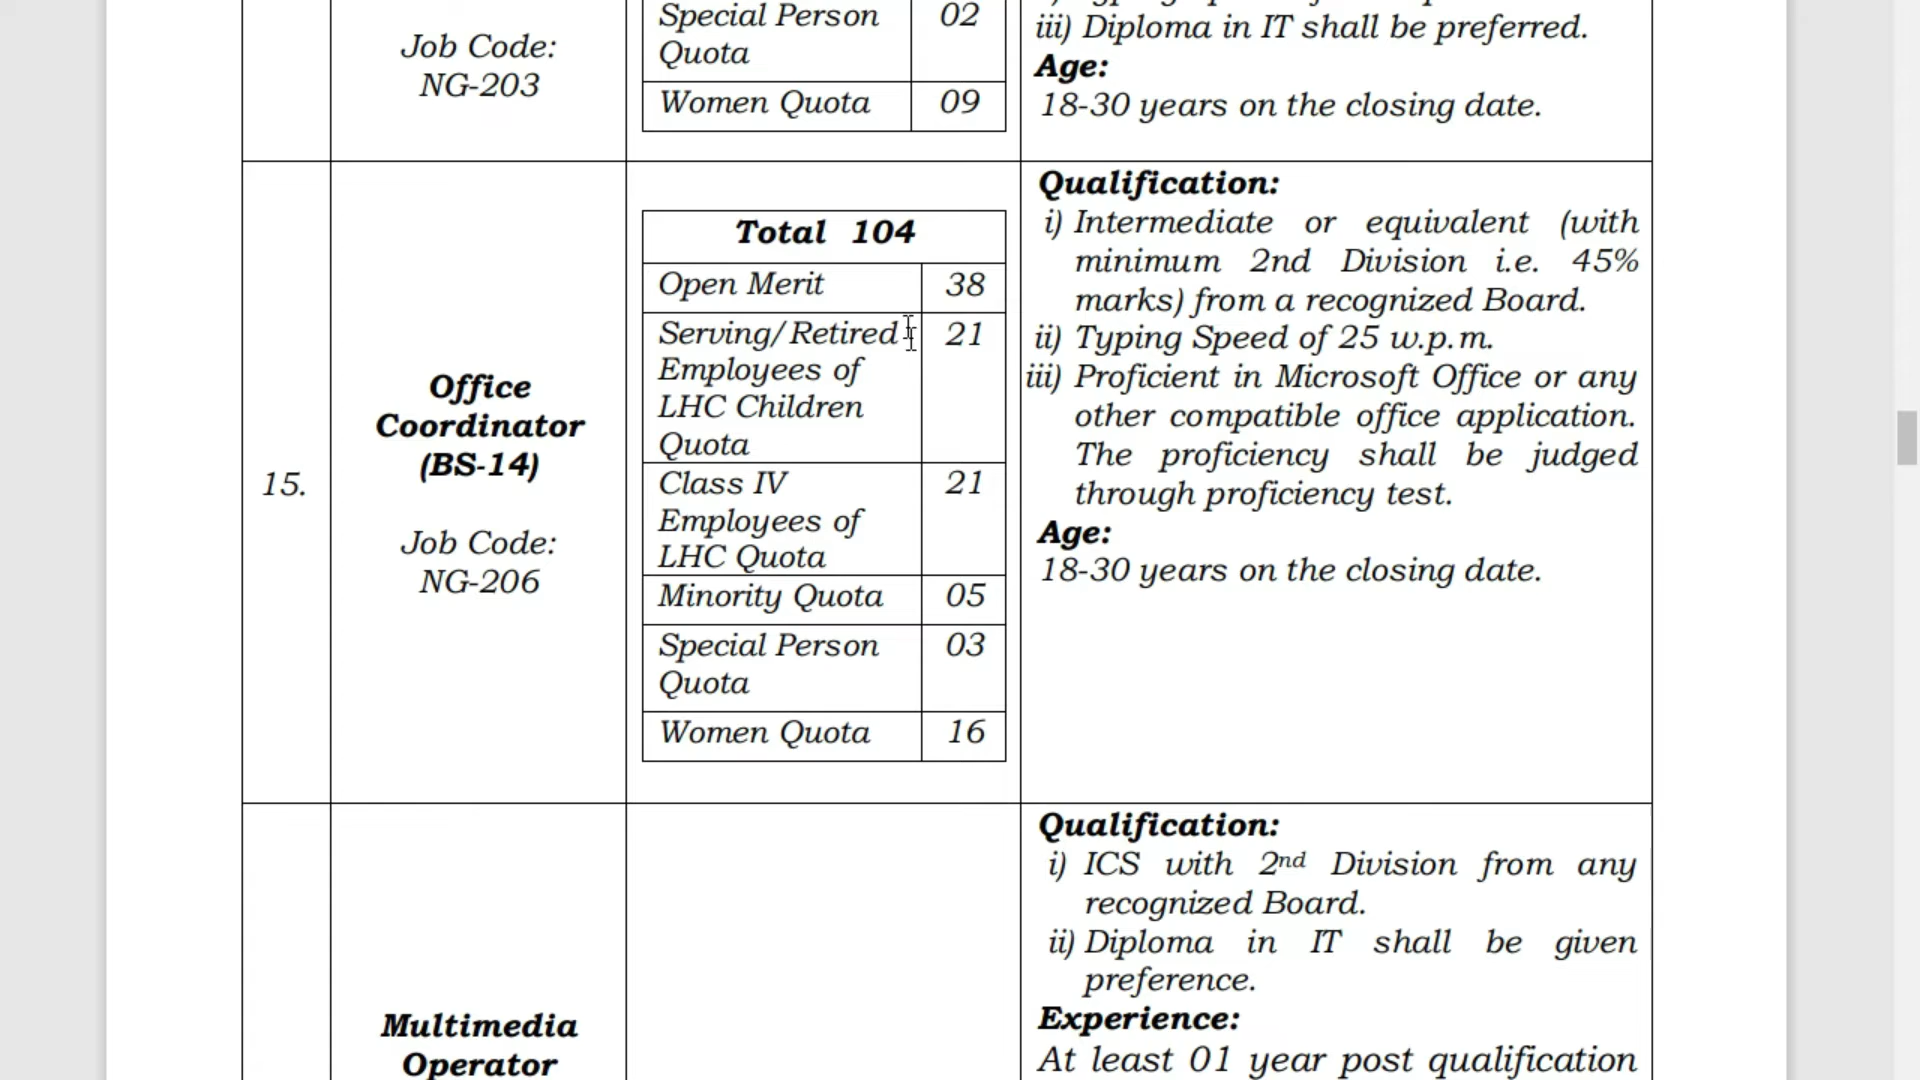 Job Code:
NG-203
Special Person 02
Quota
Women Quota 09
iii) Diploma in IT shall be preferred.
Age:
18-30 years on the closing date.
15.
Office
Coordinator
(BS-14)
Job Code:
NG-206
Total 104
Open Merit 38
Serving/Retired 21
Employees of
LHC Children
Quota
Class IV 21
Employees of
LHC Quota
Minority Quota 05
Special Person 03
Quota
Women Quota 16
Qualification:
i) Intermediate or equivalent (with
minimum 2nd Division i.e. 45%
marks) from a recognized Board.
ii) Typing Speed of 25 w.p.m.
iii) Proficient in Microsoft Office or any
other compatible office application.
The proficiency shall be judged
through proficiency test.
Age:
18-30 years on the closing date.
Multimedia
Operator
Qualification:
i) ICS with 2nd Division from any
recognized Board.
ii) Diploma in IT shall be given
preference.
Experience:
At least 01 year post qualification